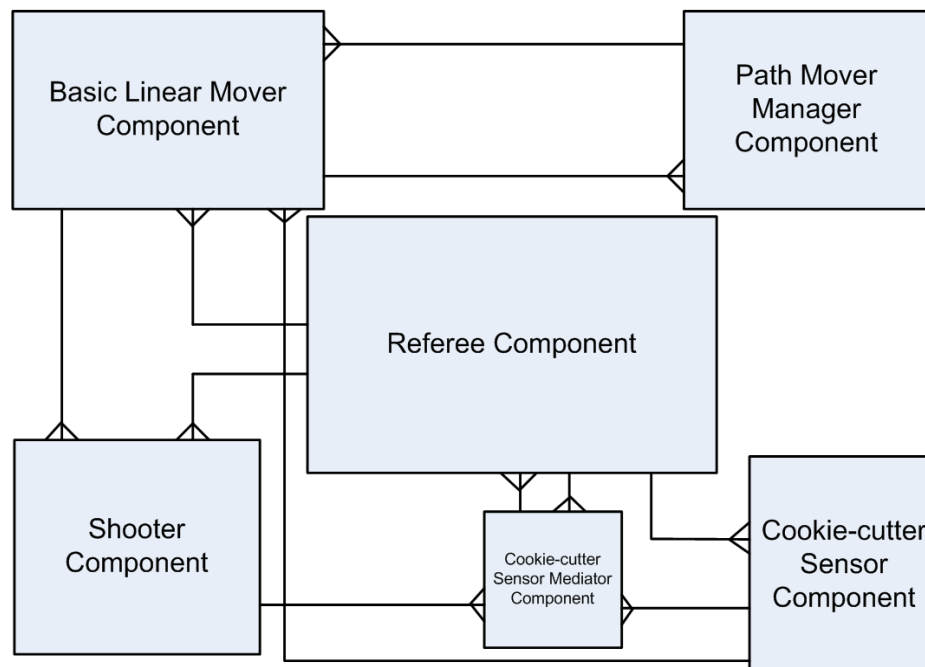 Basic Linear Mover
Component
Path Mover
Manager
Component
Referee Component
Shooter
Component
Cookie-cutter
Sensor Mediator
Component
Cookie-cutter
Sensor
Component